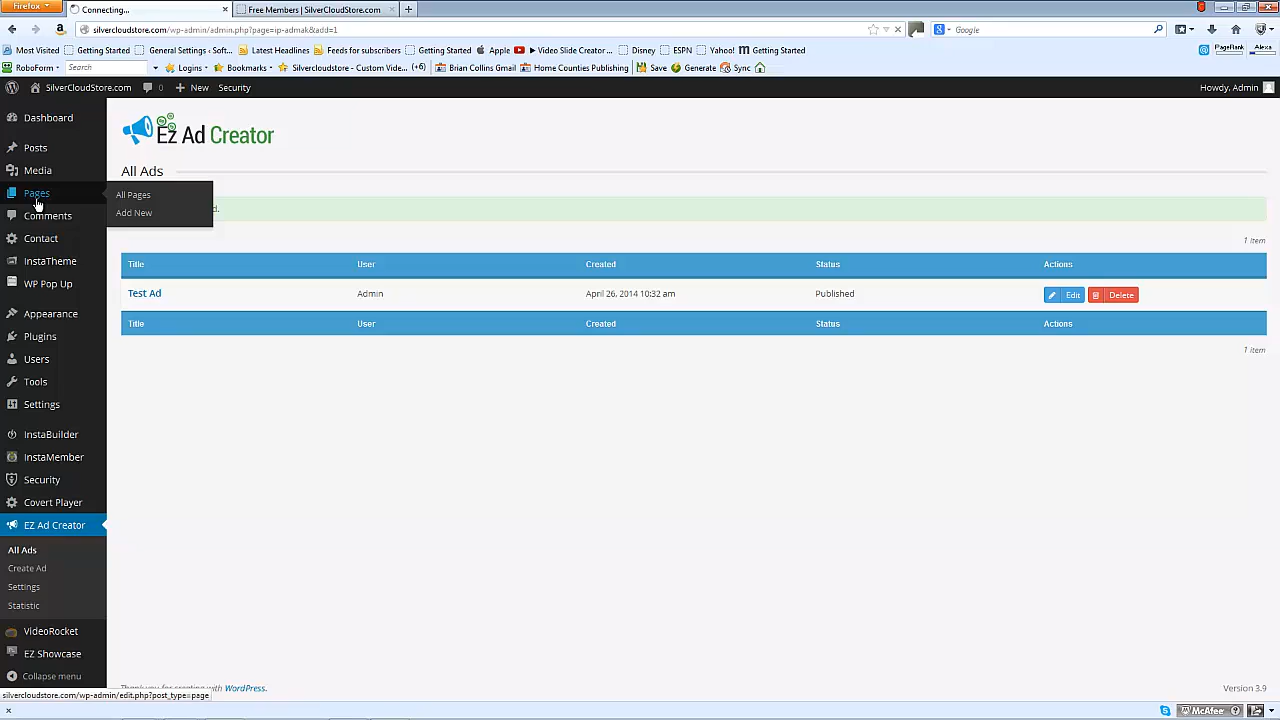 Firefox
Connecting...
Free Members | SilverCloudStore.com
silvercloudstore.com/wp-admin/admin.php?page=ip-admak&add=1
Google
Most Visited
Getting Started
General Settings - Soft...
Latest Headlines
Feeds for subscribers
Getting Started
Apple
Video Slide Creator ...
Disney
ESPN
Yahoo!
Getting Started
PageRank
Alexa
RoboForm
Search
Logins
Bookmarks
Silvercloudstore - Custom Vide...
(+6)
Brian Collins Gmail
Home Counties Publishing
Save
Generate
Sync
SilverCloudStore.com
0
+ New
Security
Howdy, Admin
Dashboard
Posts
Media
Pages
All Pages
Add New
Comments
Contact
InstaTheme
WP Pop Up
Appearance
Plugins
Users
Tools
Settings
InstaBuilder
InstaMember
Security
Covert Player
EZ Ad Creator
All Ads
Create Ad
Settings
Statistic
VideoRocket
EZ Showcase
Collapse menu
Ez Ad Creator
All Ads
d.
1 item
Title User Created Status Actions
Test Ad Admin April 26, 2014 10:32 am Published Edit Delete
Title User Created Status Actions
1 item
Thank you for creating with WordPress.
Version 3.9
silvercloudstore.com/wp-admin/edit.php?post_type=page
McAfee